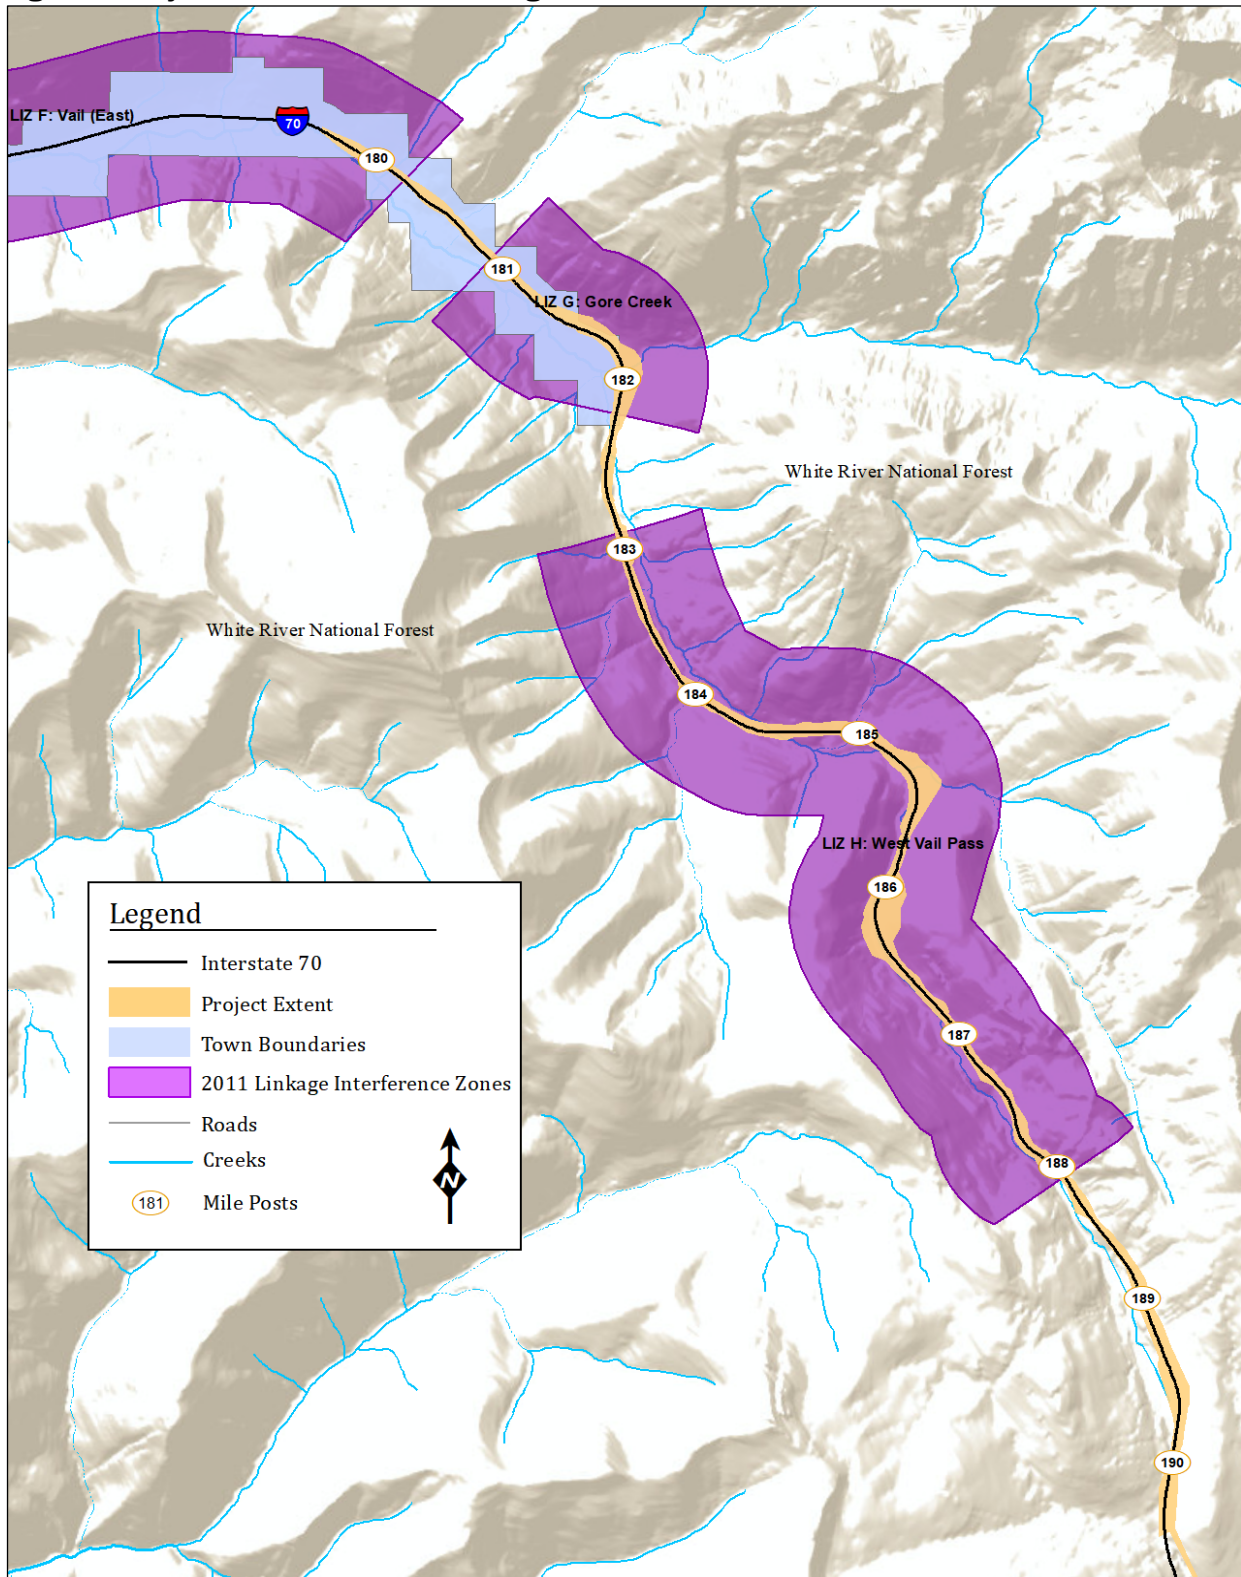 LIZ F: Vail (East)
70
180
181
LIZ G: Gore Creek
182
White River National Forest
183
White River National Forest
184
185
LIZ H: West Vail Pass
186
187
188
189
190
Legend
Interstate 70
Project Extent
Town Boundaries
2011 Linkage Interference Zones
Roads
Creeks
181 Mile Posts
N